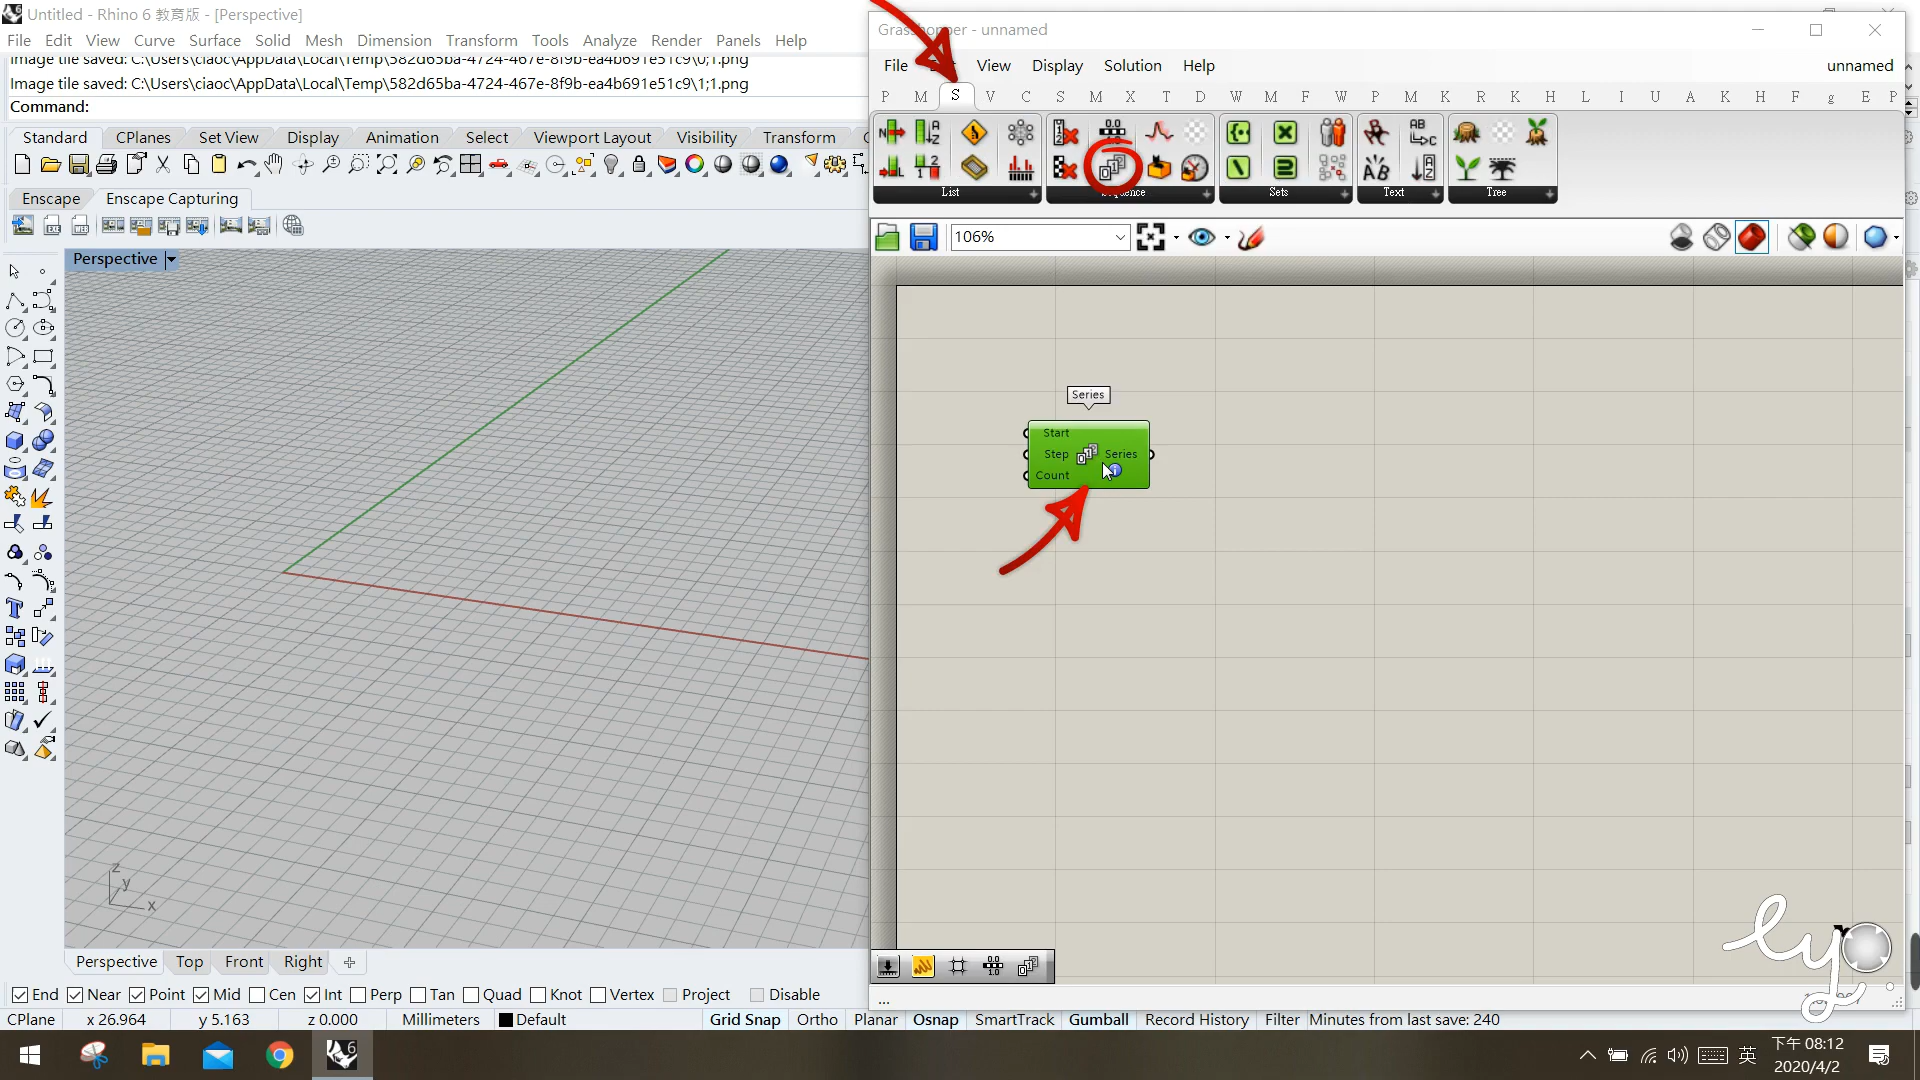 Untitled - Rhino 6 教育版 - [Perspective]
File Edit View Curve Surface Solid Mesh Dimension Transform Tools Analyze Render Panels Help
Image tile saved: C:\Users\ciaoc\AppData\Local\Temp\582d65ba-4724-467e-8f9b-ea4b691e51c9\0;1.png
Image tile saved: C:\Users\ciaoc\AppData\Local\Temp\582d65ba-4724-467e-8f9b-ea4b691e51c9\1;1.png
Command:
Standard CPlanes Set View Display Animation Select Viewport Layout Visibility Transform
Enscape Enscape Capturing
Perspective
z
y
x
Perspective Top Front Right
End Near Point Mid Cen Int Perp Tan Quad Knot Vertex Project Disable
CPlane x 26.964 y 5.163 z 0.000 Millimeters Default Grid Snap Ortho Planar Osnap SmartTrack Gumball Record History Filter Minutes from last save: 240
Grasshopper - unnamed
File View Display Solution Help unnamed
P M S V C S M X T D W M F W P M K R K H L I U A K H F g E P
List Sequence Sets Text Tree
106%
Series
Start
Step Series
Count
lyo
...
英
下午 08:12
2020/4/2